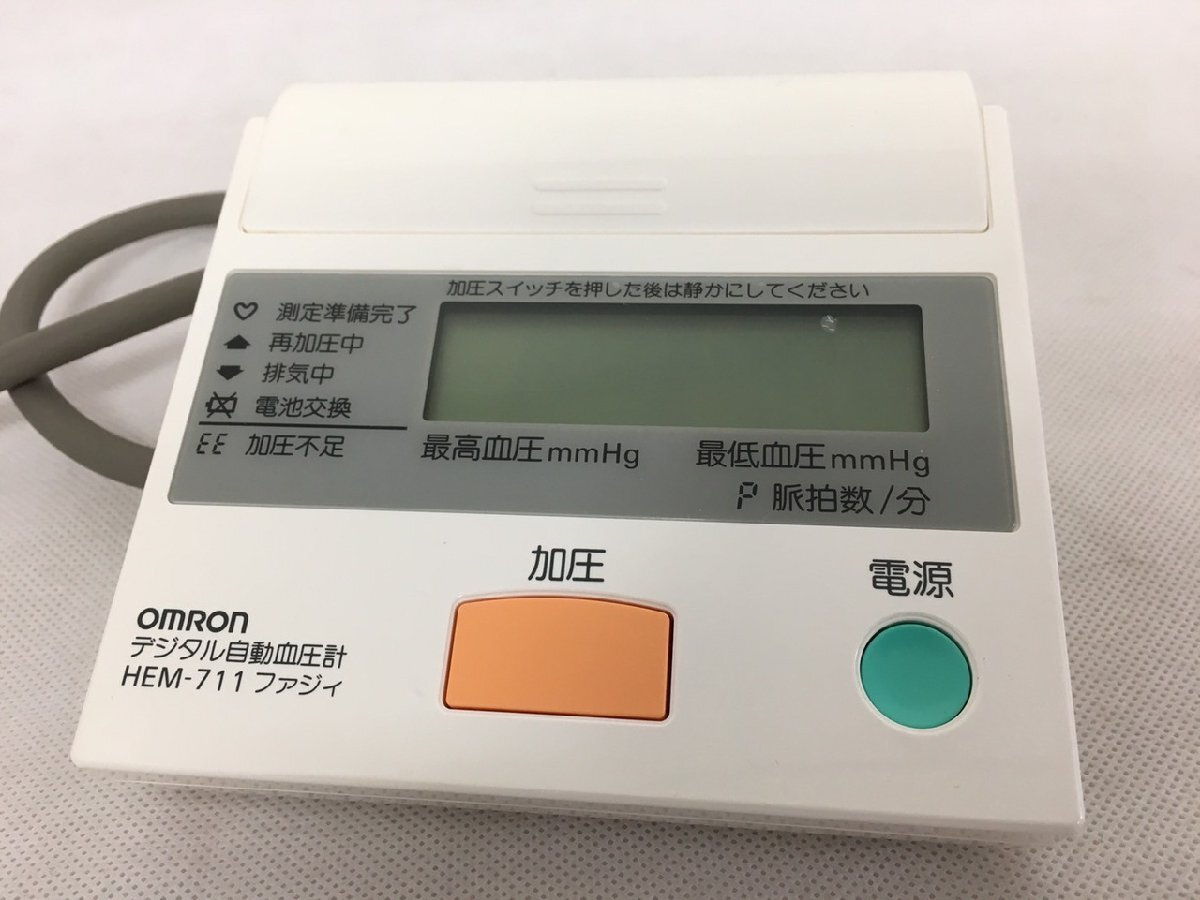 加圧スイッチを押した後は静かにしてください
測定準備完了
再加圧中
排気中
電池交換
EE 加圧不足
最高血圧mmHg 最低血圧mmHg
P 脈拍数/分
加圧
電源
OMRON
デジタル自動血圧計
HEM-711 ファジィ